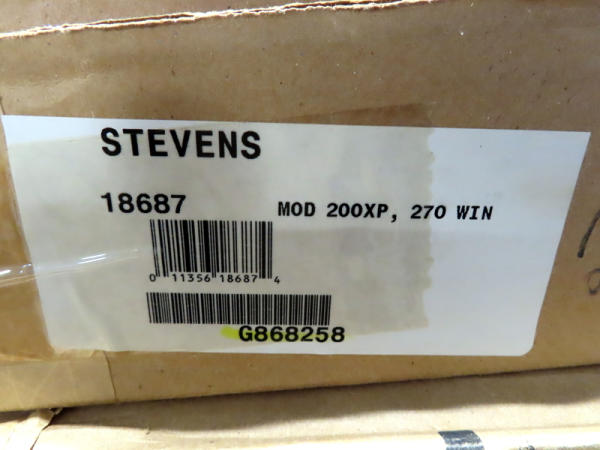 STEVENS
18687 MOD 200XP, 270 WIN
0 11356 18687 4
G868258